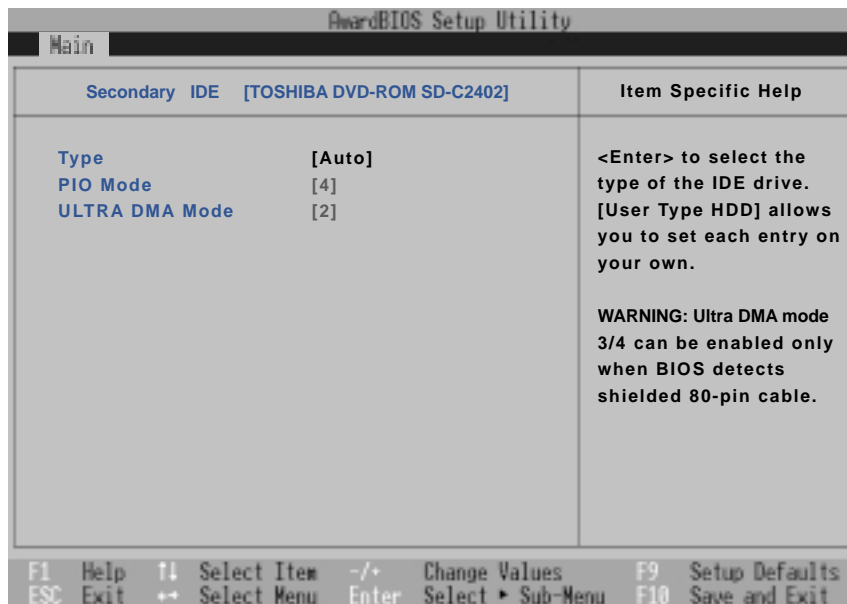 AwardBIOS Setup Utility
Main
Secondary IDE [TOSHIBA DVD-ROM SD-C2402]
Item Specific Help
Type [Auto]
PIO Mode [4]
ULTRA DMA Mode [2]
<Enter> to select the
type of the IDE drive.
[User Type HDD] allows
you to set each entry on
your own.
WARNING: Ultra DMA mode
3/4 can be enabled only
when BIOS detects
shielded 80-pin cable.
F1 Help ↑↓ Select Item -/+ Change Values F9 Setup Defaults
ESC Exit ←→ Select Menu Enter Select ► Sub-Menu F10 Save and Exit